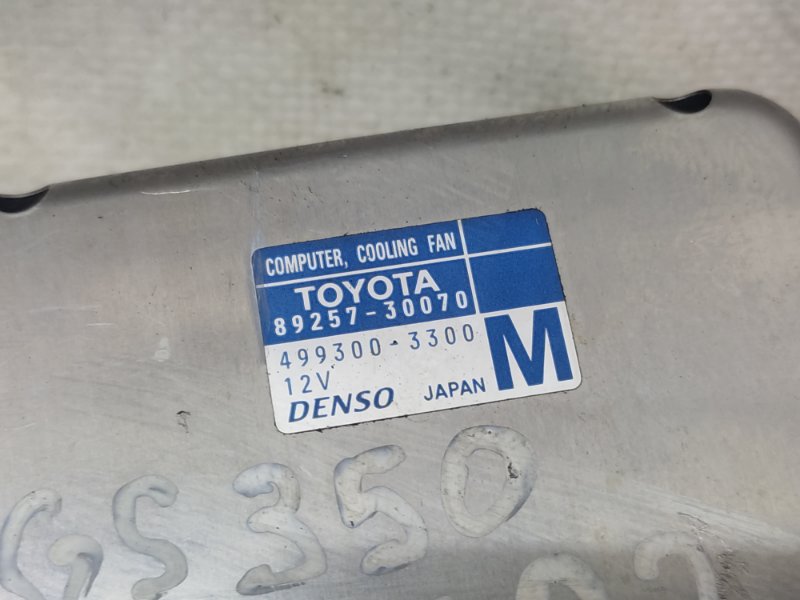 COMPUTER, COOLING FAN
TOYOTA
89257-30070
499300-3300
12V
DENSO JAPAN M
GS350